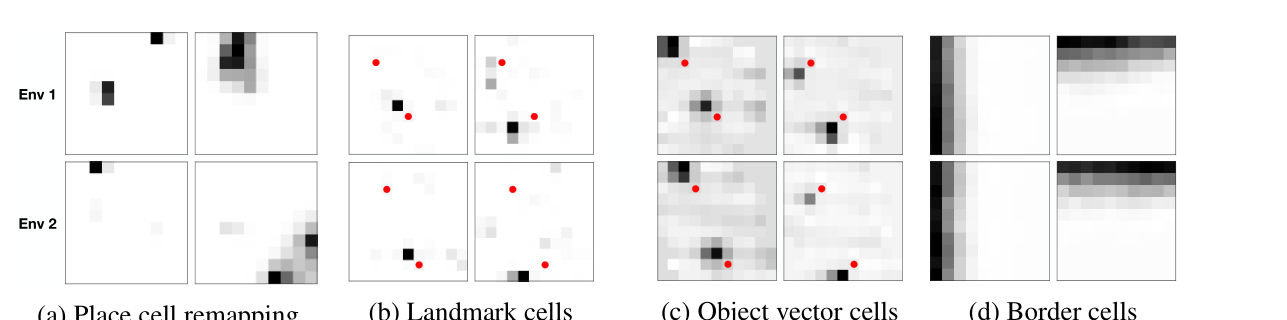 Env 1
Env 2
(a) Place cell remapping
(b) Landmark cells
(c) Object vector cells
(d) Border cells